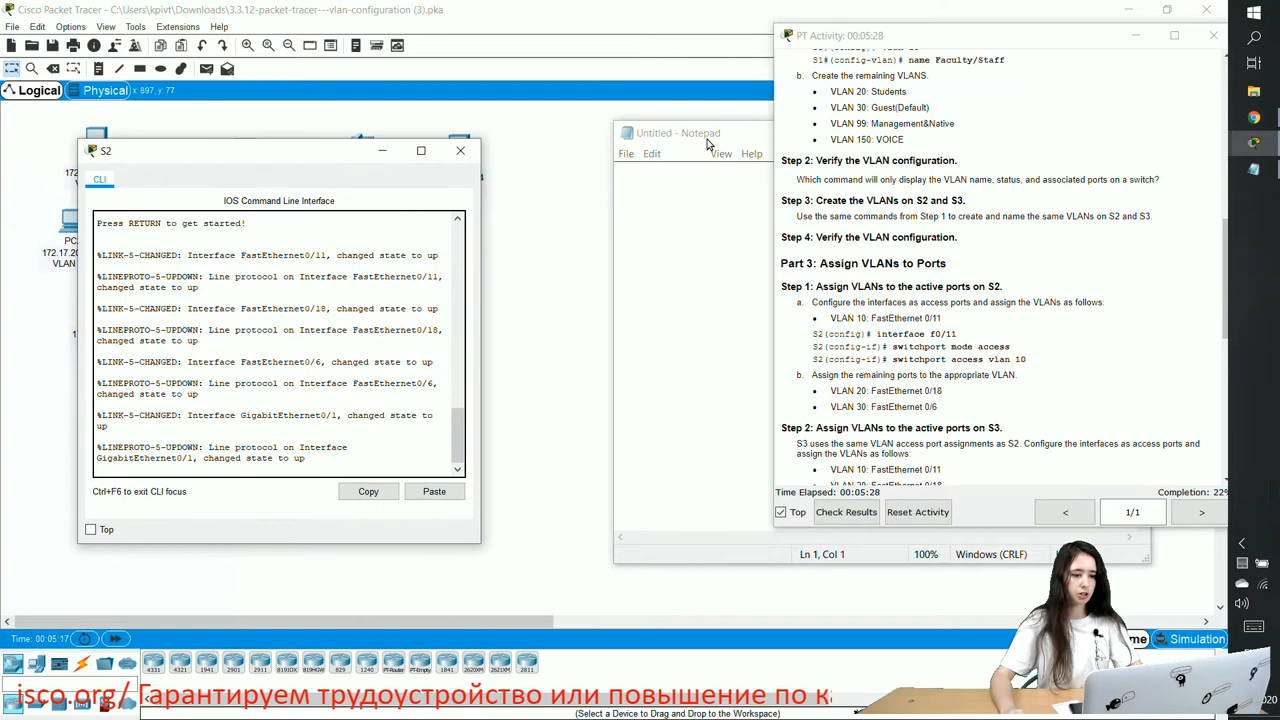 Cisco Packet Tracer - C:\Users\kpivt\Downloads\3.3.12-packet-tracer---vlan-configuration (3).pka
File Edit Options View Tools Extensions Help
Logical Physical x: 897, y: 77
PT Activity: 00:05:28
S1#(config-vlan)# name Faculty/Staff
b. Create the remaining VLANS.
• VLAN 20: Students
• VLAN 30: Guest(Default)
• VLAN 99: Management&Native
• VLAN 150: VOICE
Step 2: Verify the VLAN configuration.
Which command will only display the VLAN name, status, and associated ports on a switch?
Step 3: Create the VLANs on S2 and S3.
Use the same commands from Step 1 to create and name the same VLANs on S2 and S3.
Step 4: Verify the VLAN configuration.
Part 3: Assign VLANs to Ports
Step 1: Assign VLANs to the active ports on S2.
a. Configure the interfaces as access ports and assign the VLANs as follows:
• VLAN 10: FastEthernet 0/11
S2(config)# interface f0/11
S2(config-if)# switchport mode access
S2(config-if)# switchport access vlan 10
b. Assign the remaining ports to the appropriate VLAN.
• VLAN 20: FastEthernet 0/18
• VLAN 30: FastEthernet 0/6
Step 2: Assign VLANs to the active ports on S3.
S3 uses the same VLAN access port assignments as S2. Configure the interfaces as access ports and
assign the VLANs as follows:
• VLAN 10: FastEthernet 0/11
Time Elapsed: 00:05:28 Completion: 22%
Top Check Results Reset Activity < 1/1 >
Untitled - Notepad
File Edit View Help
Ln 1, Col 1 100% Windows (CRLF)
172.17.20
VLAN
S2
CLI
IOS Command Line Interface
Press RETURN to get started!
%LINK-5-CHANGED: Interface FastEthernet0/11, changed state to up
%LINEPROTO-5-UPDOWN: Line protocol on Interface FastEthernet0/11,
changed state to up
%LINK-5-CHANGED: Interface FastEthernet0/18, changed state to up
%LINEPROTO-5-UPDOWN: Line protocol on Interface FastEthernet0/18,
changed state to up
%LINK-5-CHANGED: Interface FastEthernet0/6, changed state to up
%LINEPROTO-5-UPDOWN: Line protocol on Interface FastEthernet0/6,
changed state to up
%LINK-5-CHANGED: Interface GigabitEthernet0/1, changed state to
up
%LINEPROTO-5-UPDOWN: Line protocol on Interface
GigabitEthernet0/1, changed state to up
Ctrl+F6 to exit CLI focus Copy Paste
Top
Time: 00:05:17
Simulation
4331 4321 1941 2901 2911 819IOX 819HGW 829 1240 PT-Router PT-Empty 1841 2620XM 2621XM 2811
isco.org/ Гарантируем трудоустройство или повышение по ка
(Select a Device to Drag and Drop to the Workspace)